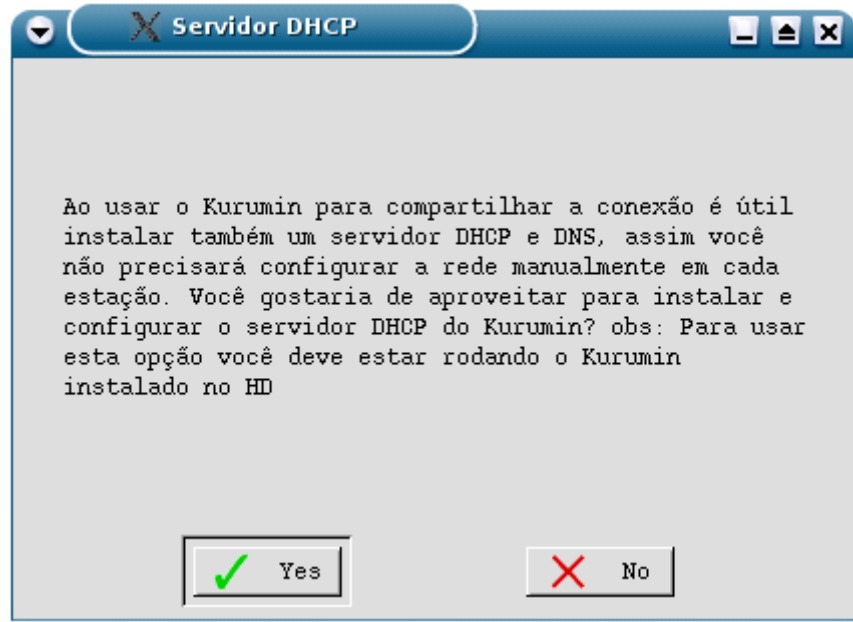 Servidor DHCP
Ao usar o Kurumin para compartilhar a conexão é útil
instalar também um servidor DHCP e DNS, assim você
não precisará configurar a rede manualmente em cada
estação. Você gostaria de aproveitar para instalar e
configurar o servidor DHCP do Kurumin? obs: Para usar
esta opção você deve estar rodando o Kurumin
instalado no HD
Yes
No